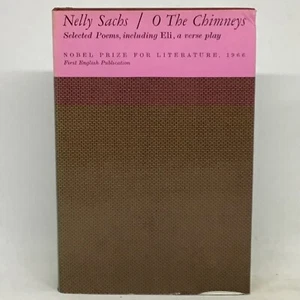 Nelly Sachs / O The Chimneys
Selected Poems, including Eli, a verse play
NOBEL PRIZE FOR LITERATURE, 1966
First English Publication